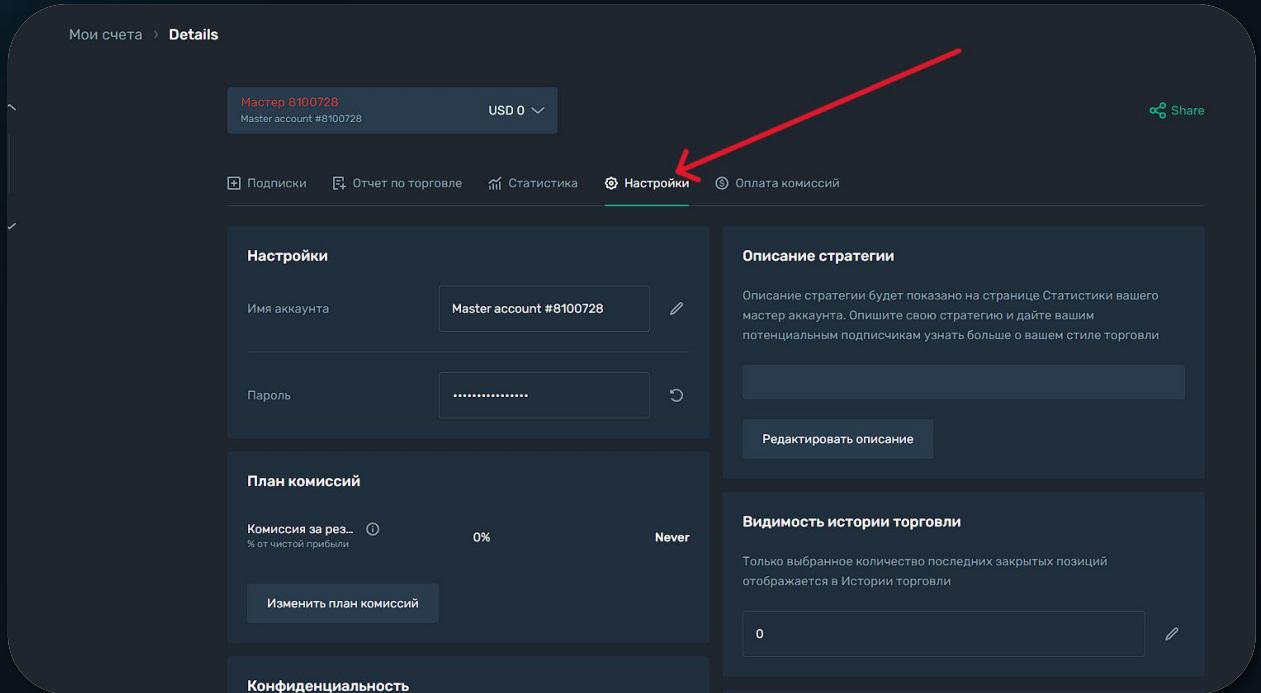 Мои счета > Details
Мастер 8100728
Master account #8100728
USD 0
Share
Подписки
Отчет по торговле
Статистика
Настройки
Оплата комиссий
Настройки
Имя аккаунта
Master account #8100728
Пароль
•••••••••••••••
План комиссий
Комиссия за рез...
% от чистой прибыли
0%
Never
Изменить план комиссий
Конфиденциальность
Описание стратегии
Описание стратегии будет показано на странице Статистики вашего
мастер аккаунта. Опишите свою стратегию и дайте вашим
потенциальным подписчикам узнать больше о вашем стиле торговли
Редактировать описание
Видимость истории торговли
Только выбранное количество последних закрытых позиций
отображается в Истории торговли
0